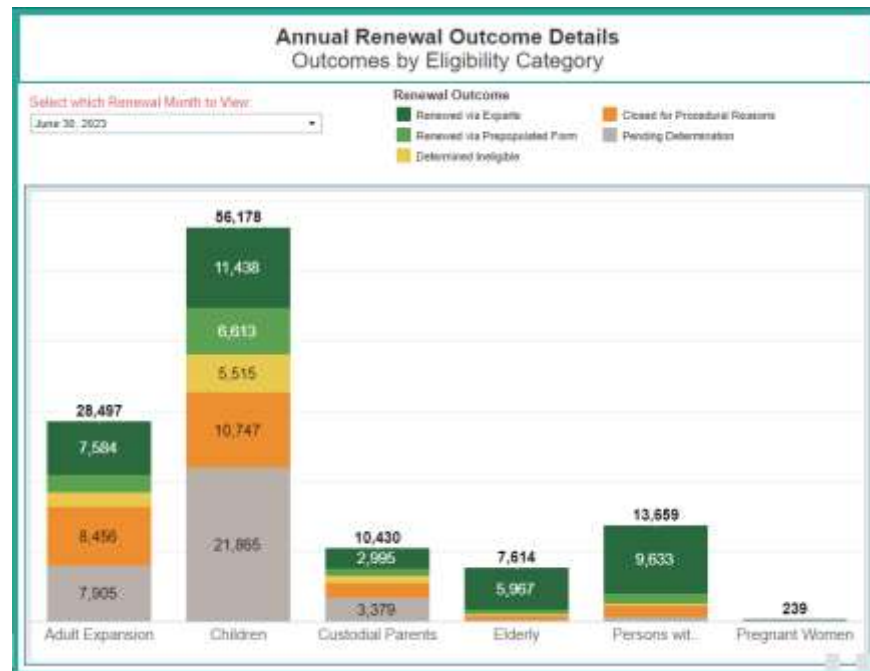 Annual Renewal Outcome Details
Outcomes by Eligibility Category
Select which Renewal Month to View:
June 30, 2023
Renewal Outcome
Renewed via Exparte
Closed for Procedural Reasons
Renewed via Prepopulated Form
Pending Determination
Determined Ineligible
56,178
11,438
6,613
5,515
10,747
21,865
28,497
7,584
8,456
7,905
10,430
2,995
3,379
7,614
5,967
13,659
9,633
239
Adult Expansion
Children
Custodial Parents
Elderly
Persons wit..
Pregnant Women